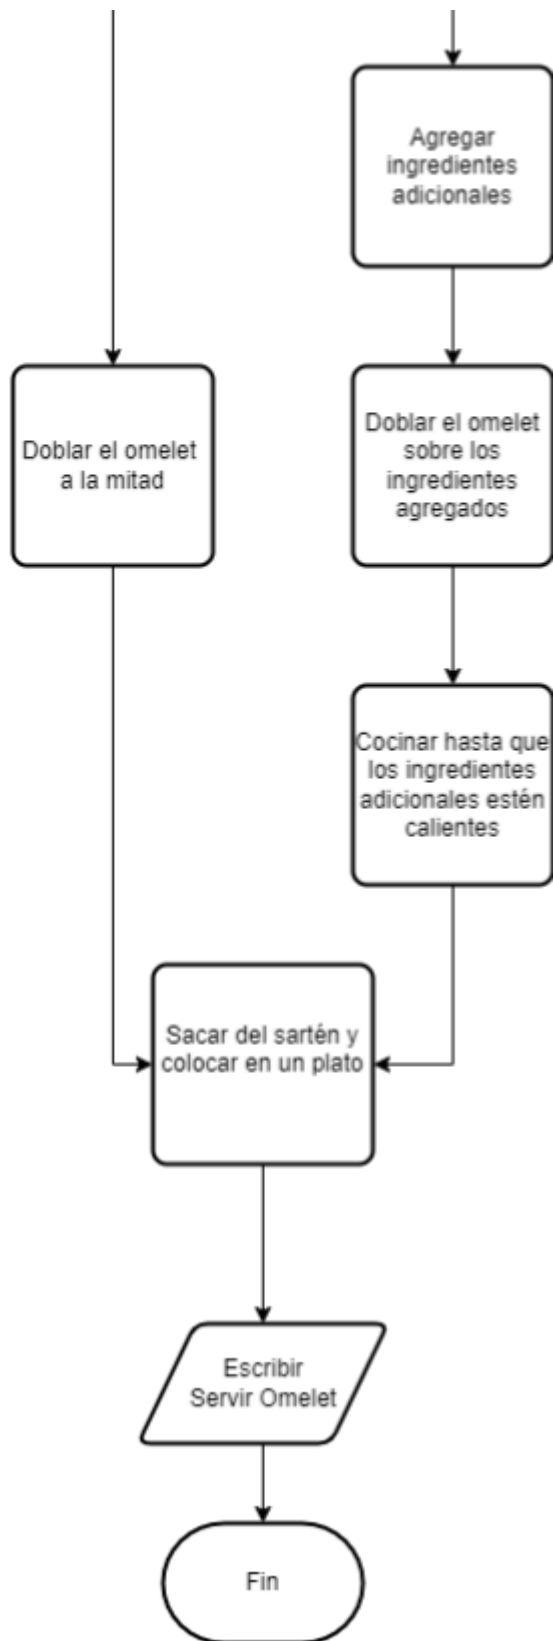 Agregar
ingredientes
adicionales
Doblar el omelet
a la mitad
Doblar el omelet
sobre los
ingredientes
agregados
Cocinar hasta que
los ingredientes
adicionales estén
calientes
Sacar del sartén y
colocar en un plato
Escribir
Servir Omelet
Fin